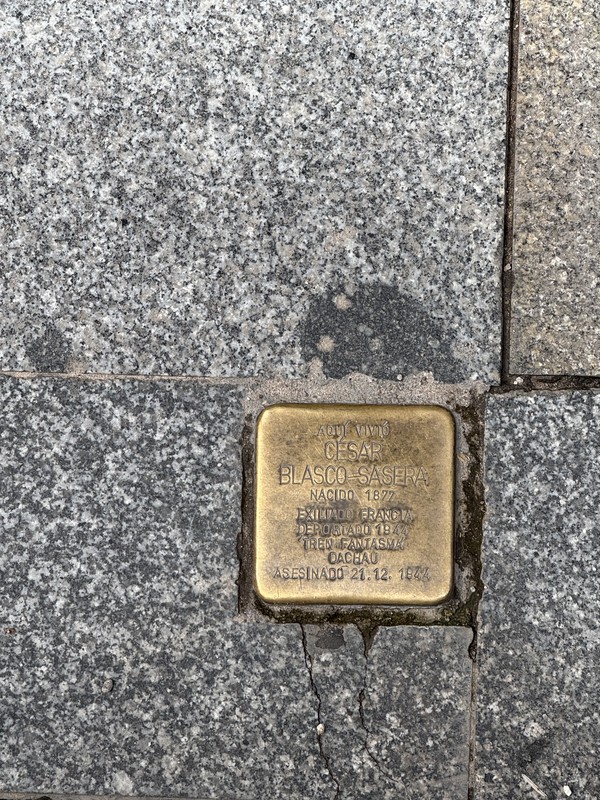 AQUÍ VIVIÓ
CÉSAR
BLASCO-SASERA
NACIDO 1877
EXILIADO FRANCIA
DEPORTADO 1944
'TREN FANTASMA'
DACHAU
ASESINADO 21.12.1944